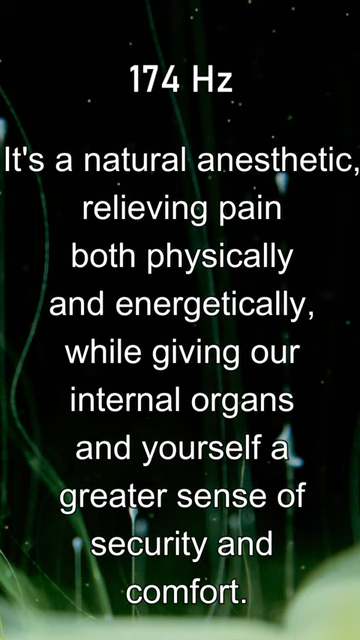 174 Hz
It's a natural anesthetic,
relieving pain
both physically
and energetically,
while giving our
internal organs
and yourself a
greater sense of
security and
comfort.